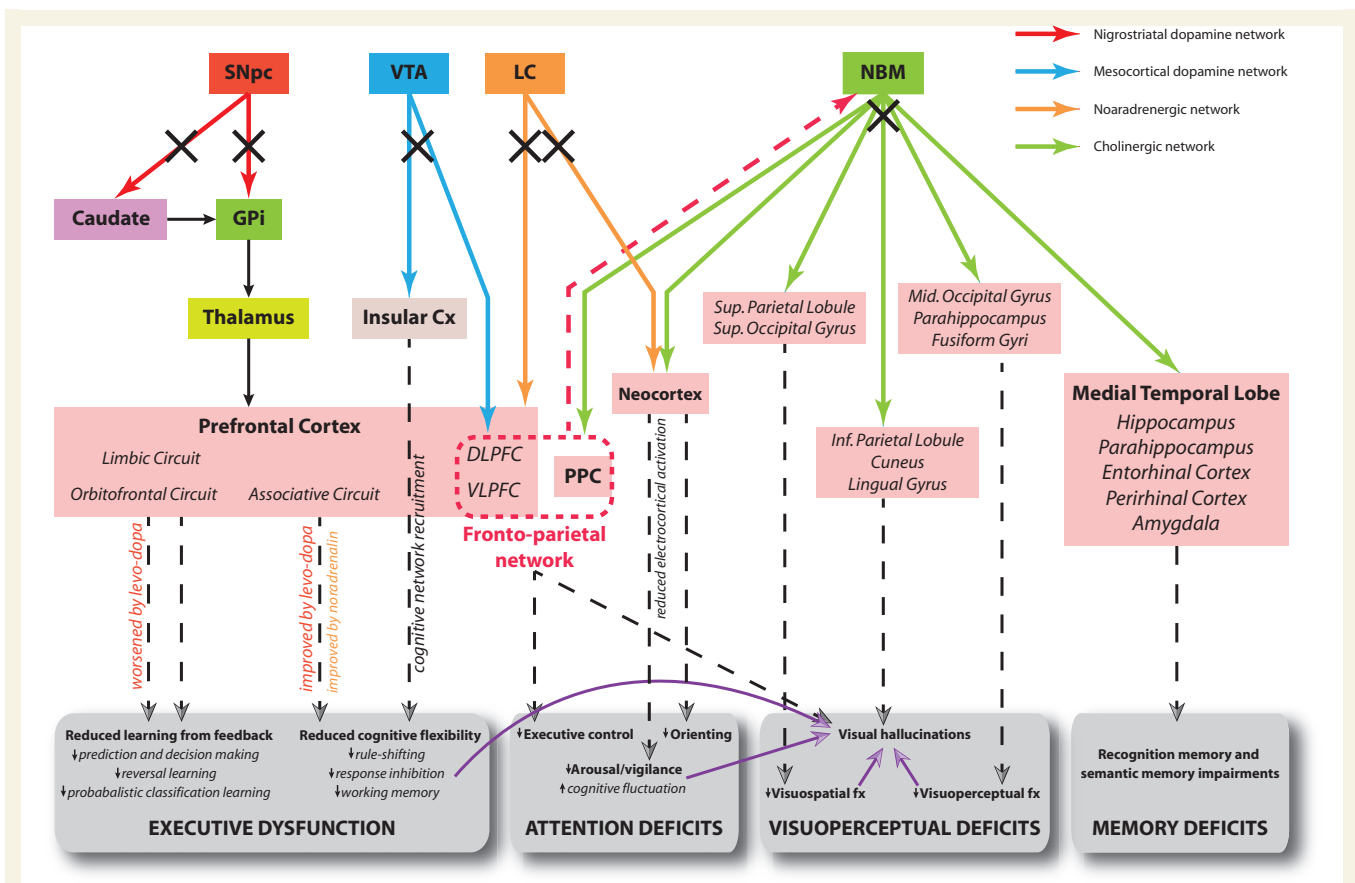 SNpc
VTA
LC
NBM
Nigrostriatal dopamine network
Mesocortical dopamine network
Noaradrenergic network
Cholinergic network
Caudate
GPi
Thalamus
Insular Cx
Sup. Parietal Lobule
Sup. Occipital Gyrus
Mid. Occipital Gyrus
Parahippocampus
Fusiform Gyri
Neocortex
Medial Temporal Lobe
Hippocampus
Parahippocampus
Entorhinal Cortex
Perirhinal Cortex
Amygdala
Prefrontal Cortex
Limbic Circuit
Orbitofrontal Circuit
Associative Circuit
DLPFC
VLPFC
PPC
Inf. Parietal Lobule
Cuneus
Lingual Gyrus
Fronto-parietal
network
worsened by levo-dopa
improved by levo-dopa
improved by noradrenalin
cognitive network recruitment
reduced electrocortical activation
Reduced learning from feedback
↓prediction and decision making
↓reversal learning
↓probabalistic classification learning
Reduced cognitive flexibility
↓rule-shifting
↓response inhibition
↓working memory
EXECUTIVE DYSFUNCTION
↓Executive control
↓Orienting
↓Arousal/vigilance
↑cognitive fluctuation
ATTENTION DEFICITS
Visual hallucinations
↓Visuospatial fx
↓Visuoperceptual fx
VISUOPERCEPTUAL DEFICITS
Recognition memory and
semantic memory impairments
MEMORY DEFICITS